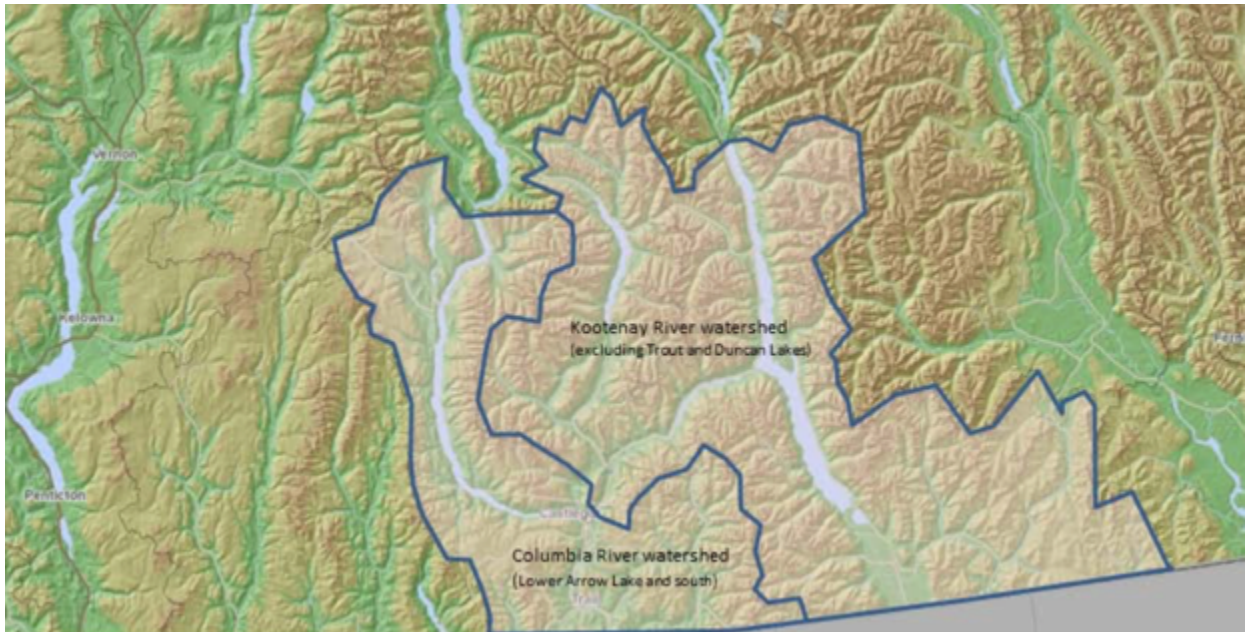 Vernon
Kelowna
Kootenay River watershed
(excluding Trout and Duncan Lakes)
Penticton
Columbia River watershed
(Lower Arrow Lake and south)
Trail